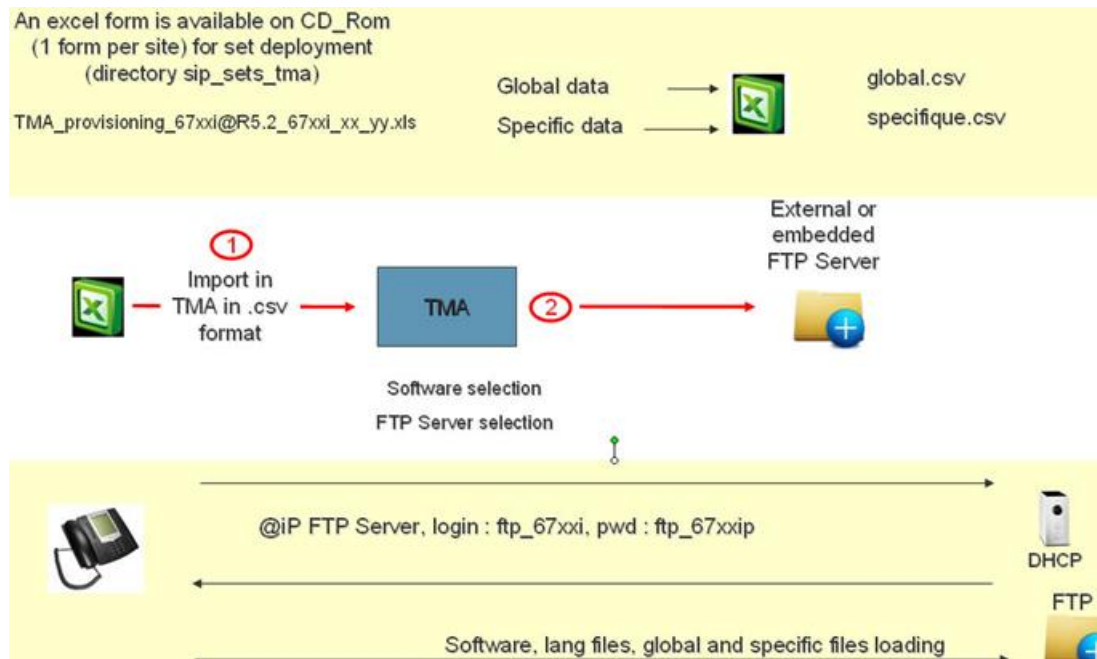 An excel form is available on CD_Rom
(1 form per site) for set deployment
(directory sip_sets_tma)
TMA_provisioning_67xxi@R5.2_67xxi_xx_yy.xls
Global data
Specific data
global.csv
specifique.csv
1
Import in
TMA in .csv
format
TMA
2
External or
embedded
FTP Server
Software selection
FTP Server selection
@iP FTP Server, login : ftp_67xxi, pwd : ftp_67xxip
DHCP
FTP
Software, lang files, global and specific files loading